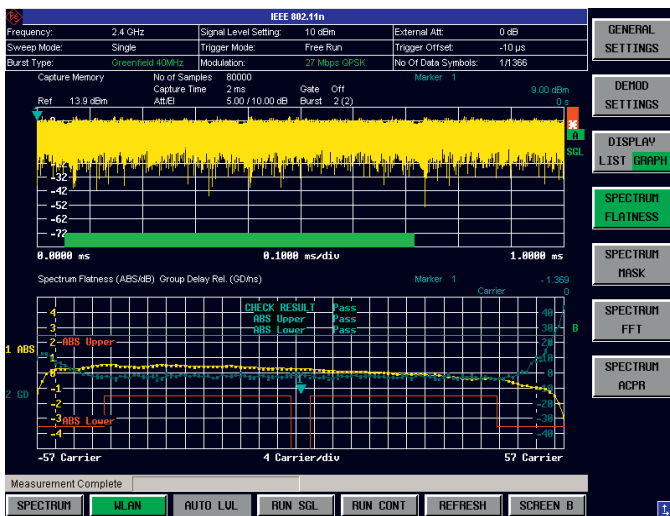 IEEE 802.11n
Frequency: 2.4 GHz Signal Level Setting: 10 dBm External Att: 0 dB
Sweep Mode: Single Trigger Mode: Free Run Trigger Offset: -10 µs
Burst Type: Greenfield 40MHz Modulation: 27 Mbps QPSK No Of Data Symbols: 1/1366
Capture Memory No of Samples 80000 Marker 1
Capture Time 2 ms Gate Off 9.00 dBm
Ref 13.9 dBm Att/El 5.00 / 10.00 dB Burst 2 (2) 0 s
A
SGL
-32
-42
-52
-62
-72
0.0000 ms 0.1000 ms/div 1.0000 ms
Spectrum Flatness (ABS/dB) Group Delay Rel. (GD/ns) Marker 1 -1.369
Carrier 0
CHECK RESULT Pass
ABS Upper Pass
ABS Lower Pass
4 40
3 30 B
2 ABS Upper 20
1 ABS 1
0
2 GD -1
-2 -20
-3 ABS Lower -30
-4 -40
1
-57 Carrier 4 Carrier/div 57 Carrier
Measurement Complete
SPECTRUM WLAN AUTO LVL RUN SGL RUN CONT REFRESH SCREEN B
GENERAL
SETTINGS
DEMOD
SETTINGS
DISPLAY
LIST GRAPH
SPECTRUM
FLATNESS
SPECTRUM
MASK
SPECTRUM
FFT
SPECTRUM
ACPR